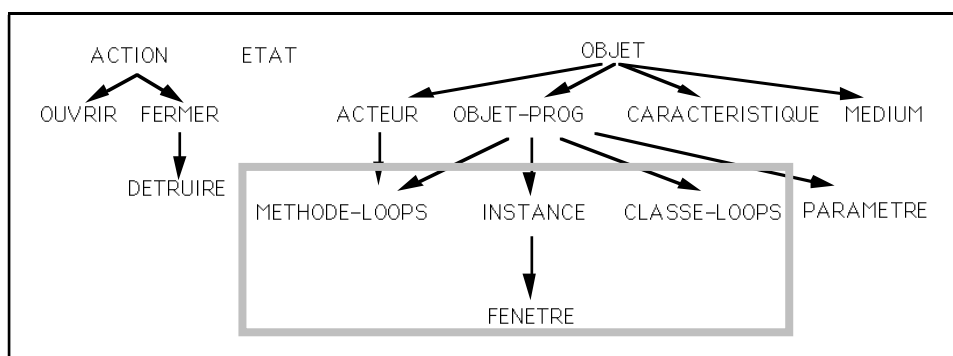 ACTION ETAT OBJET
OUVRIR FERMER ACTEUR OBJET-PROG CARACTERISTIQUE MEDIUM
DETRUIRE
METHODE-LOOPS INSTANCE CLASSE-LOOPS PARAMETRE
FENETRE